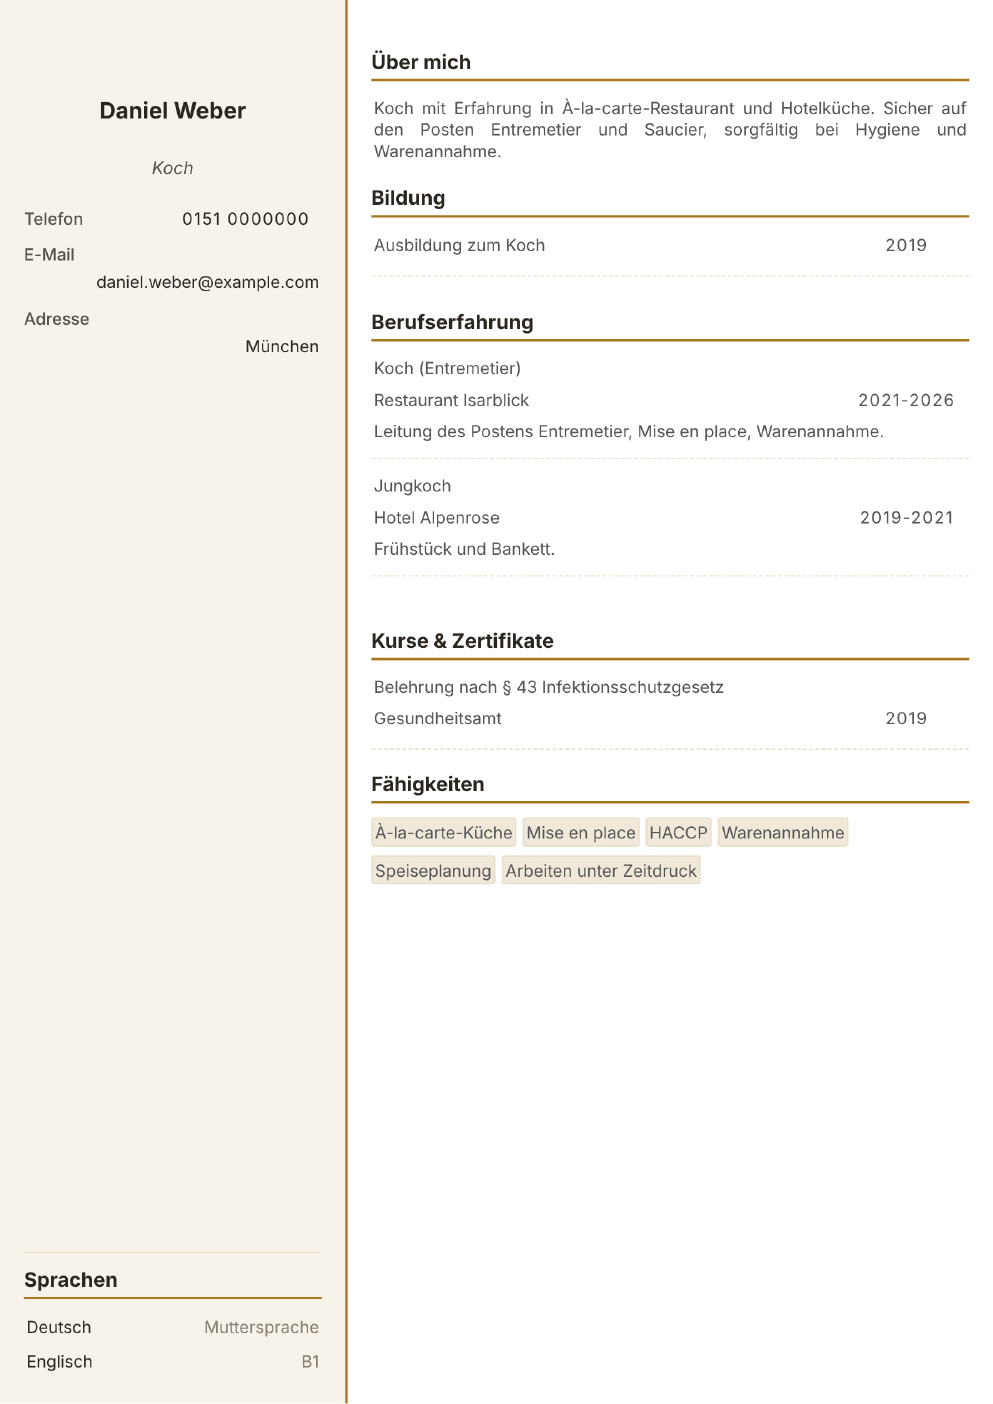 Daniel Weber
Koch
Telefon 0151 0000000
E-Mail
daniel.weber@example.com
Adresse
München
Sprachen
Deutsch Muttersprache
Englisch B1
Über mich
Koch mit Erfahrung in À-la-carte-Restaurant und Hotelküche. Sicher auf
den Posten Entremetier und Saucier, sorgfältig bei Hygiene und
Warenannahme.
Bildung
Ausbildung zum Koch 2019
Berufserfahrung
Koch (Entremetier)
Restaurant Isarblick 2021-2026
Leitung des Postens Entremetier, Mise en place, Warenannahme.
Jungkoch
Hotel Alpenrose 2019-2021
Frühstück und Bankett.
Kurse & Zertifikate
Belehrung nach § 43 Infektionsschutzgesetz
Gesundheitsamt 2019
Fähigkeiten
À-la-carte-Küche Mise en place HACCP Warenannahme
Speiseplanung Arbeiten unter Zeitdruck